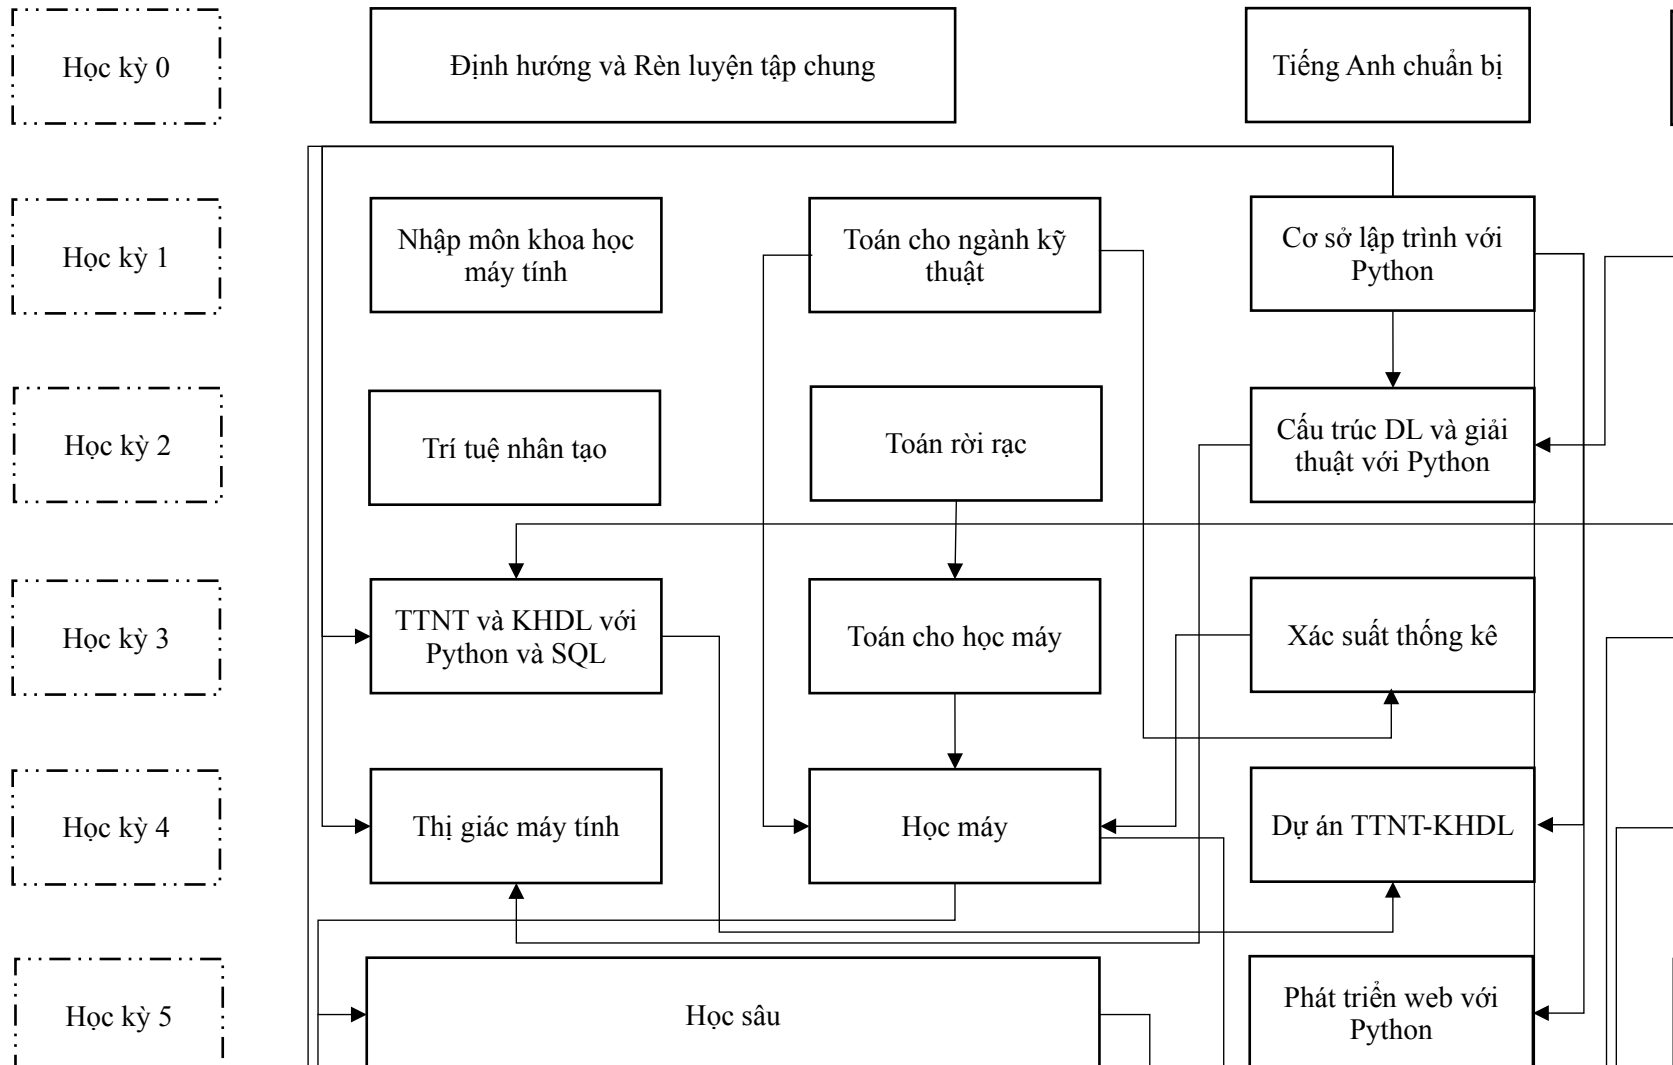 Học kỳ 0
Định hướng và Rèn luyện tập chung
Tiếng Anh chuẩn bị
Học kỳ 1
Nhập môn khoa học
máy tính
Toán cho ngành kỹ
thuật
Cơ sở lập trình với
Python
Học kỳ 2
Trí tuệ nhân tạo
Toán rời rạc
Cấu trúc DL và giải
thuật với Python
Học kỳ 3
TTNT và KHDL với
Python và SQL
Toán cho học máy
Xác suất thống kê
Học kỳ 4
Thị giác máy tính
Học máy
Dự án TTNT-KHDL
Học kỳ 5
Học sâu
Phát triển web với
Python